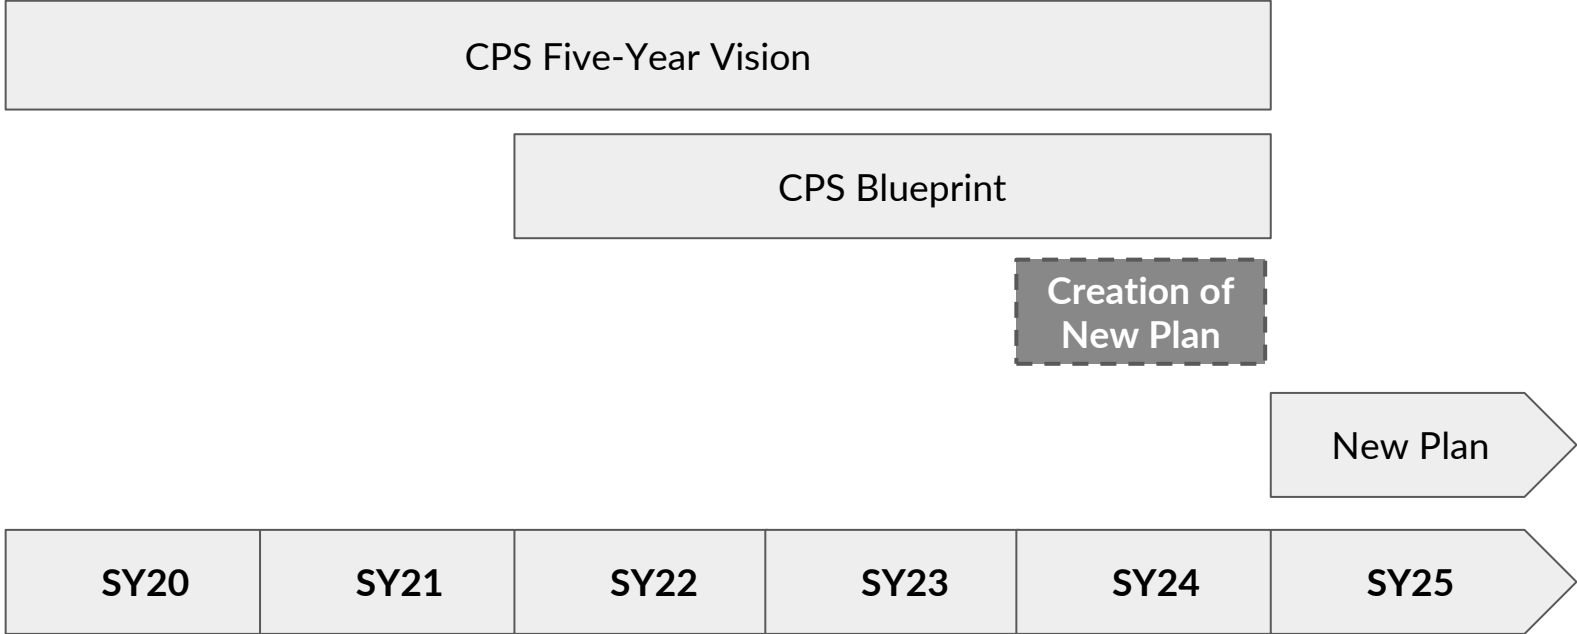 CPS Five-Year Vision
CPS Blueprint
Creation of
New Plan
New Plan
SY20
SY21
SY22
SY23
SY24
SY25